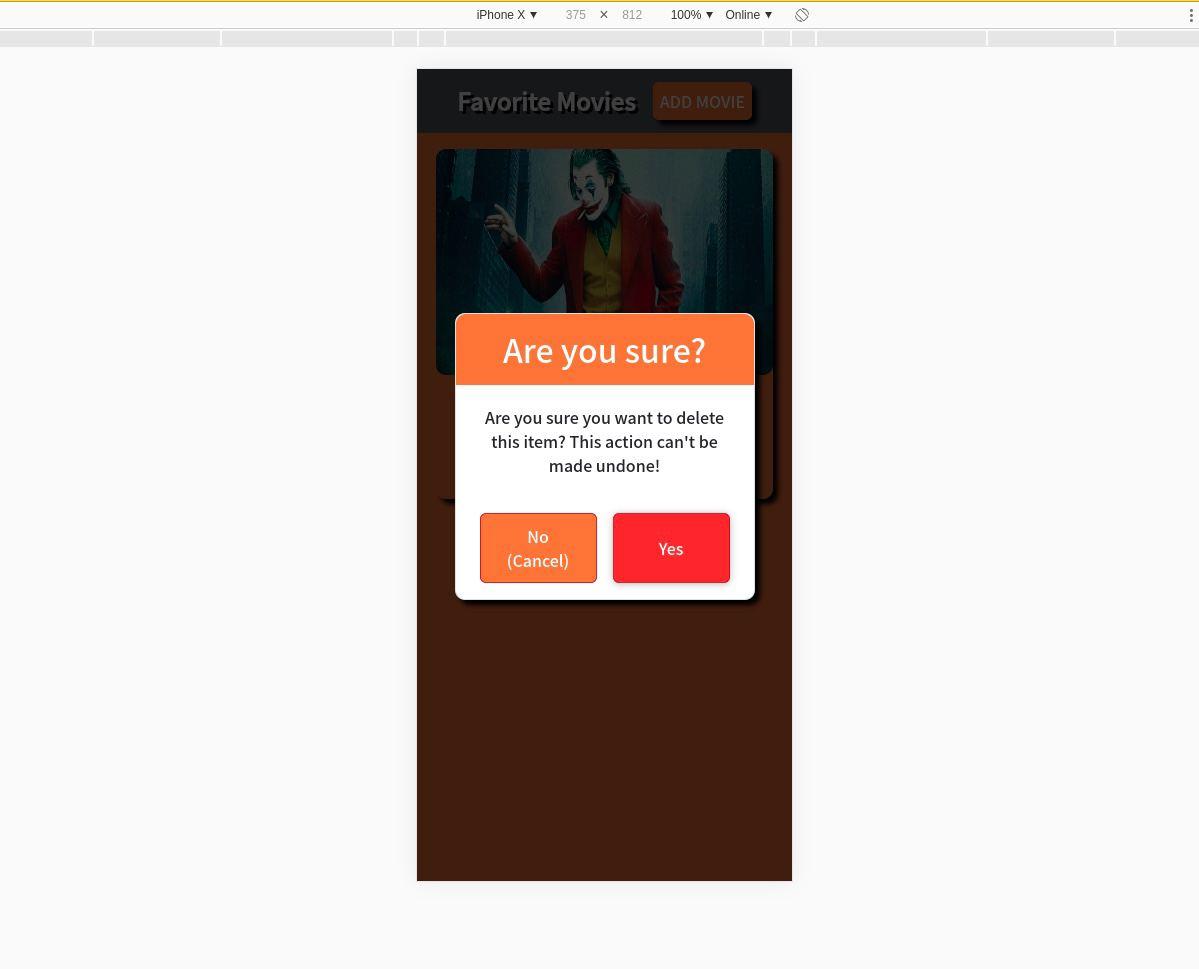 iPhone X ▼ 375 × 812 100% ▼ Online ▼
Favorite Movies ADD MOVIE
Are you sure?
Are you sure you want to delete
this item? This action can't be
made undone!
No
(Cancel)
Yes